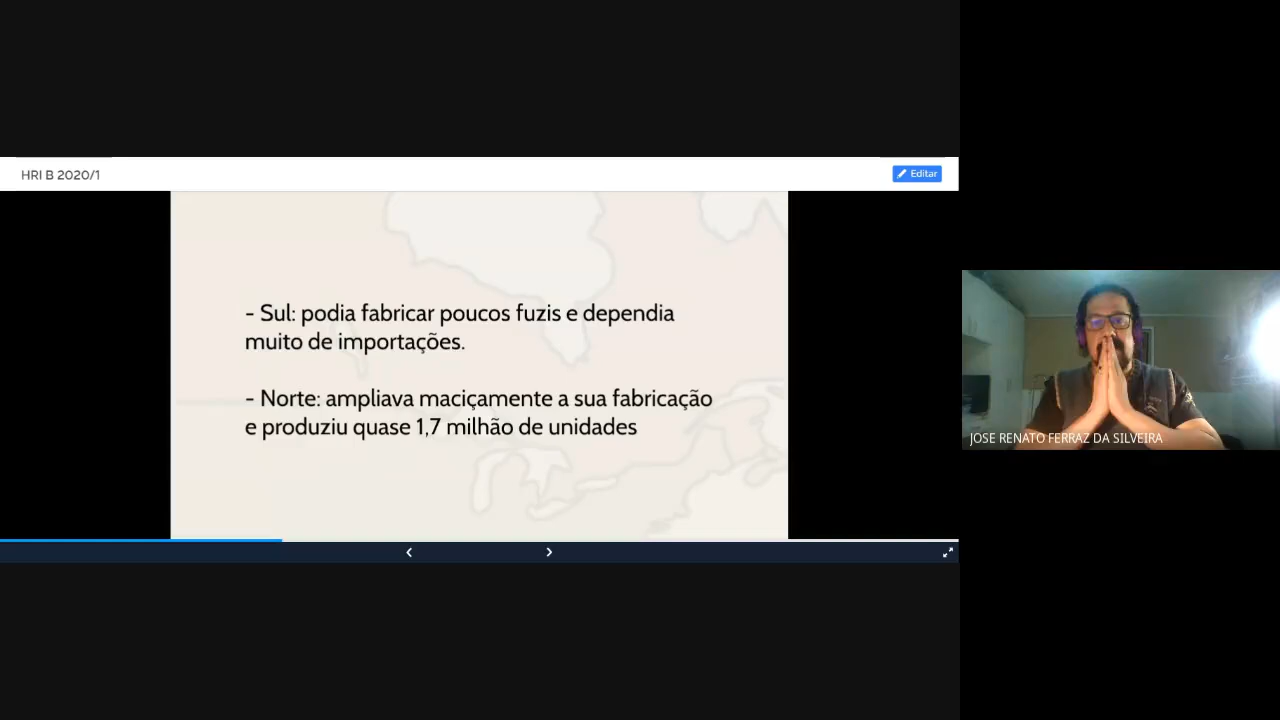 HRI B 2020/1
Editar
- Sul: podia fabricar poucos fuzis e dependia
muito de importações.
- Norte: ampliava maciçamente a sua fabricação
e produziu quase 1,7 milhão de unidades
JOSE RENATO FERRAZ DA SILVEIRA